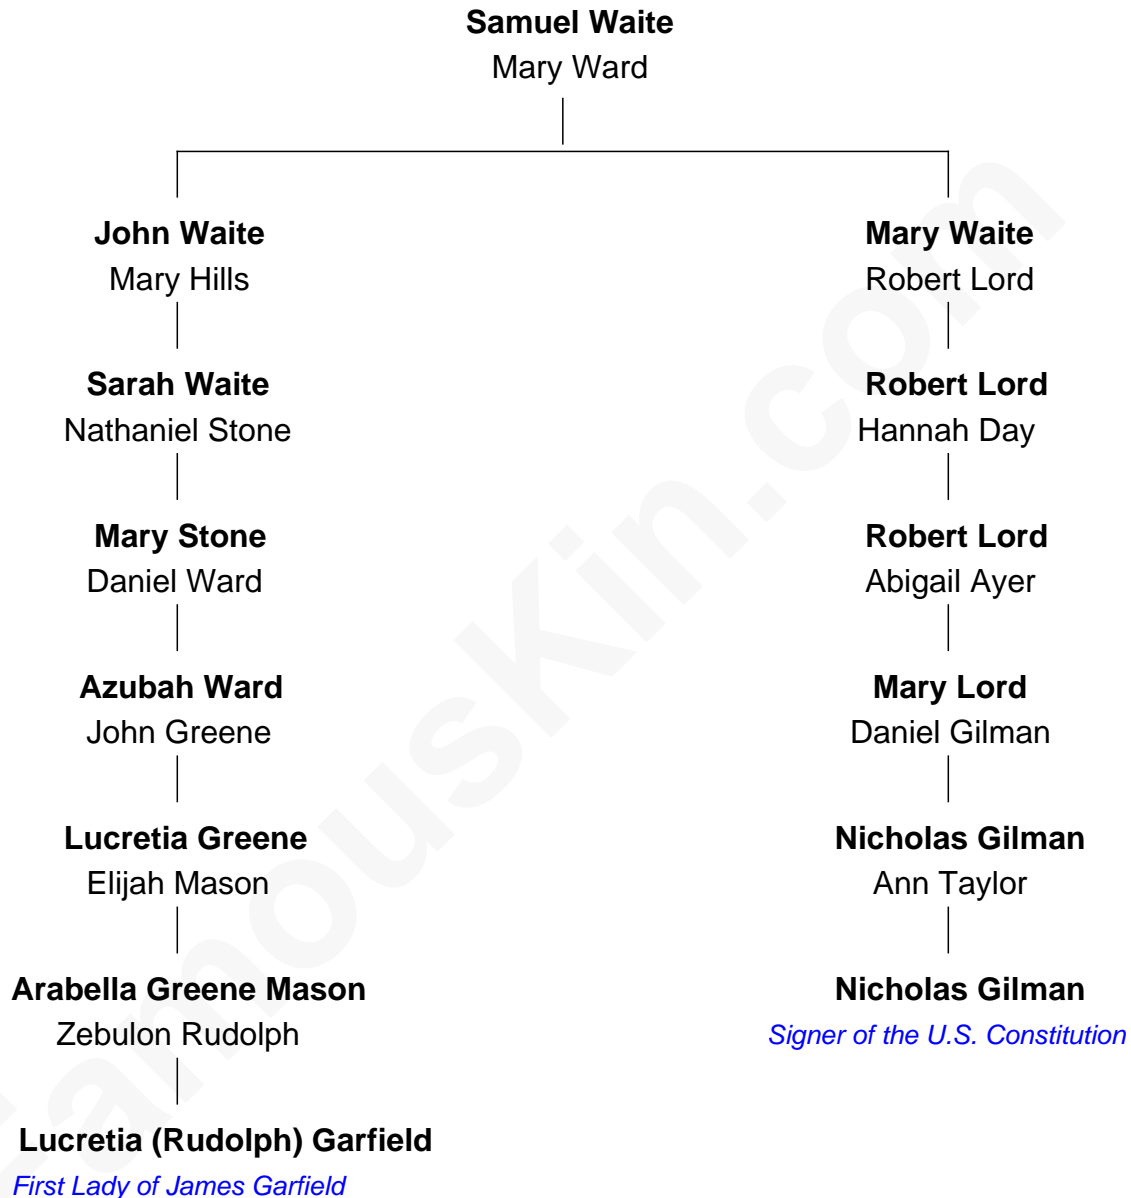 Samuel Waite
Mary Ward
John Waite
Mary Hills
Mary Waite
Robert Lord
Sarah Waite
Nathaniel Stone
Robert Lord
Hannah Day
Mary Stone
Daniel Ward
Robert Lord
Abigail Ayer
Azubah Ward
John Greene
Mary Lord
Daniel Gilman
Lucretia Greene
Elijah Mason
Nicholas Gilman
Ann Taylor
Arabella Greene Mason
Zebulon Rudolph
Nicholas Gilman
Signer of the U.S. Constitution
Lucretia (Rudolph) Garfield
First Lady of James Garfield
FamousKin.com